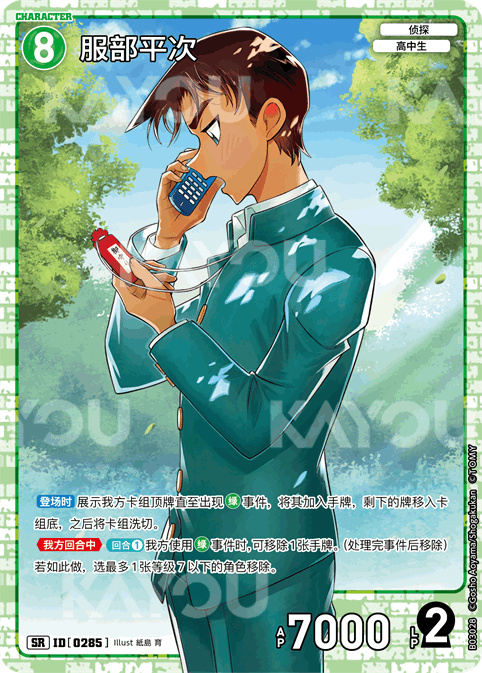 CHARACTER
8
服部平次
侦探
高中生
KAYOU
KAYOU
KAYOU
KAYOU
登场时 展示我方卡组顶牌直至出现 绿 事件，将其加入手牌，剩下的牌移入卡
组底，之后将卡组洗切。
我方回合中 回合1 我方使用 绿 事件时，可移除1张手牌。（处理完事件后移除）
若如此做，选最多1张等级7以下的角色移除。
SR ID[0285] Illust 紙島 育
AP 7000 LP 2
B03028 ©Gosho Aoyama/Shogakukan ©TOMY